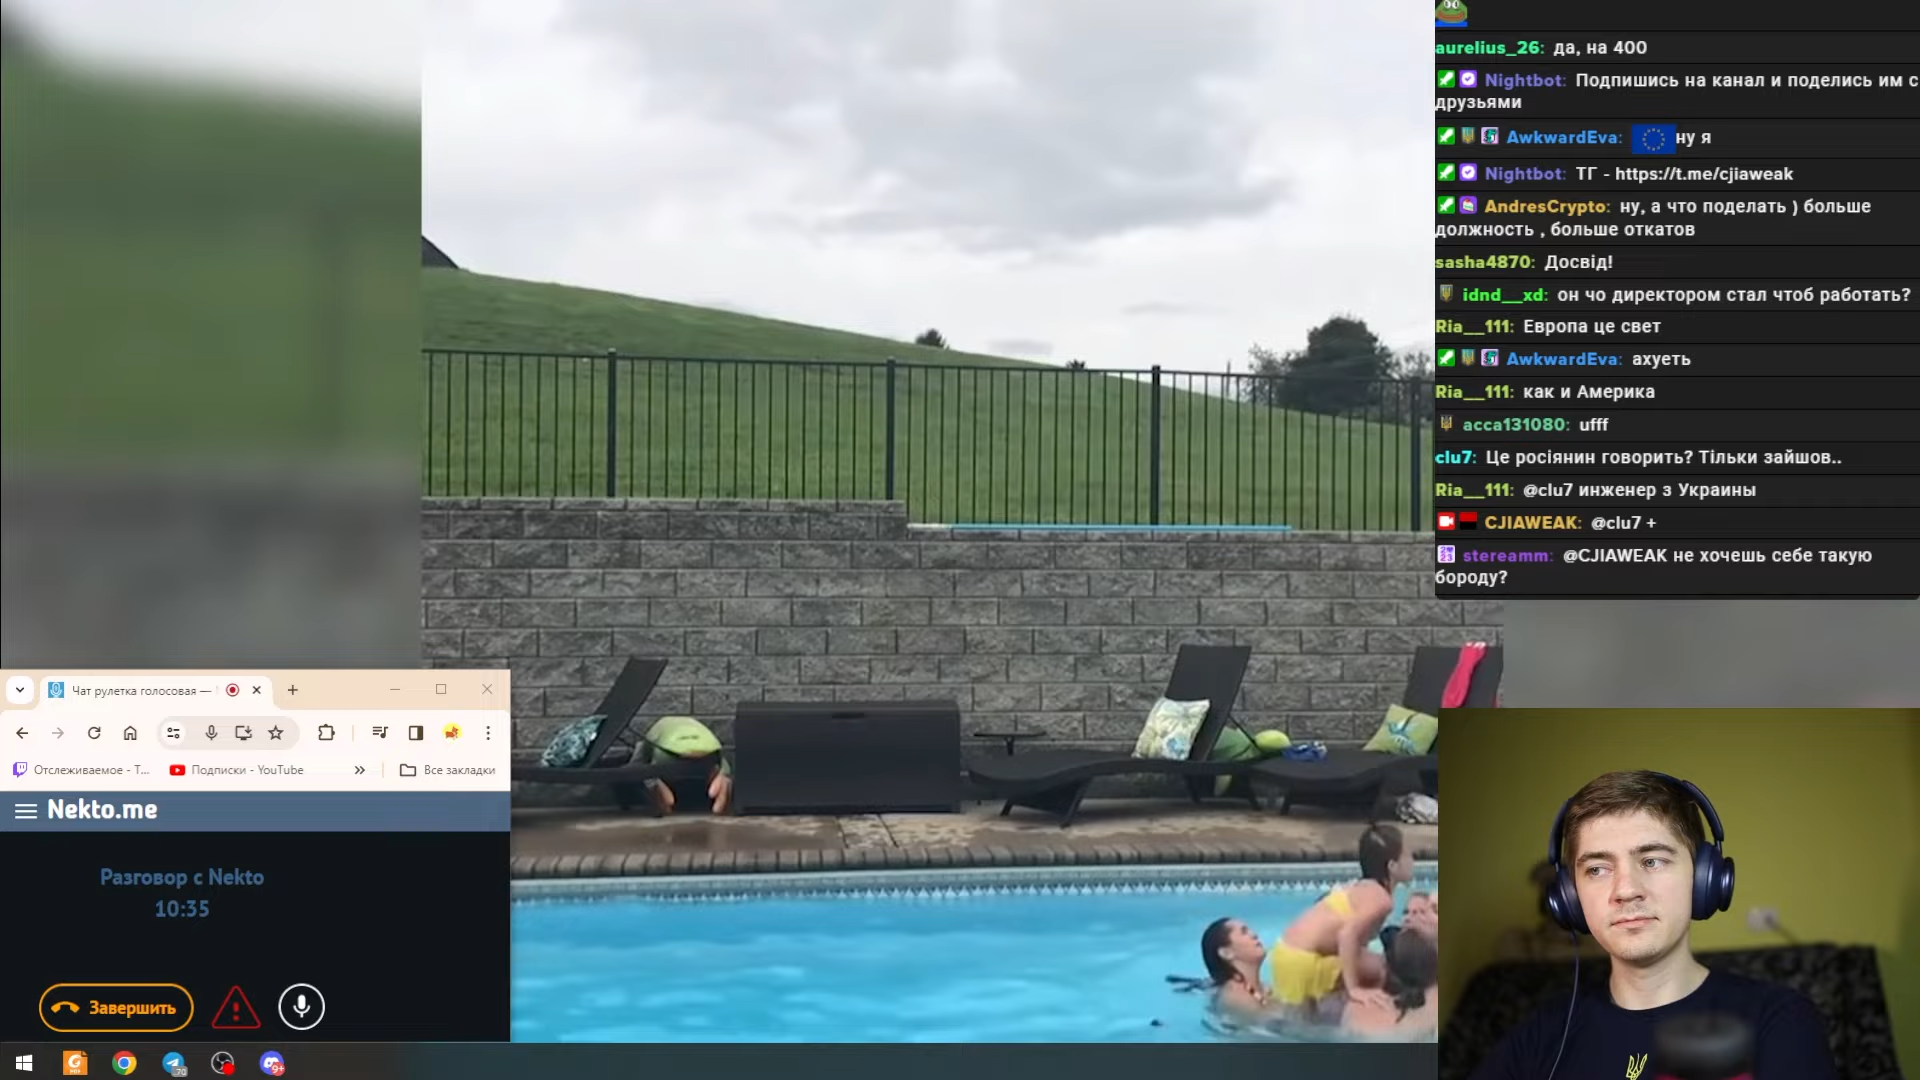 aurelius_26: да, на 400
Nightbot: Подпишись на канал и поделись им с
друзьями
AwkwardEva: ну я
Nightbot: ТГ - https://t.me/cjiaweak
AndresCrypto: ну, а что поделать ) больше
должность , больше откатов
sasha4870: Досвід!
idnd__xd: он чо директором стал чтоб работать?
Ria__111: Европа це свет
AwkwardEva: ахуеть
Ria__111: как и Америка
acca131080: ufff
clu7: Це росіянин говорить? Тільки зайшов..
Ria__111: @clu7 инженер з Украины
CJIAWEAK: @clu7 +
stereamm: @CJIAWEAK не хочешь себе такую
бороду?
Чат рулетка голосовая —
Отслеживаемое - Т...
Подписки - YouTube
Все закладки
Nekto.me
Разговор с Nekto
10:35
Завершить
70
9+